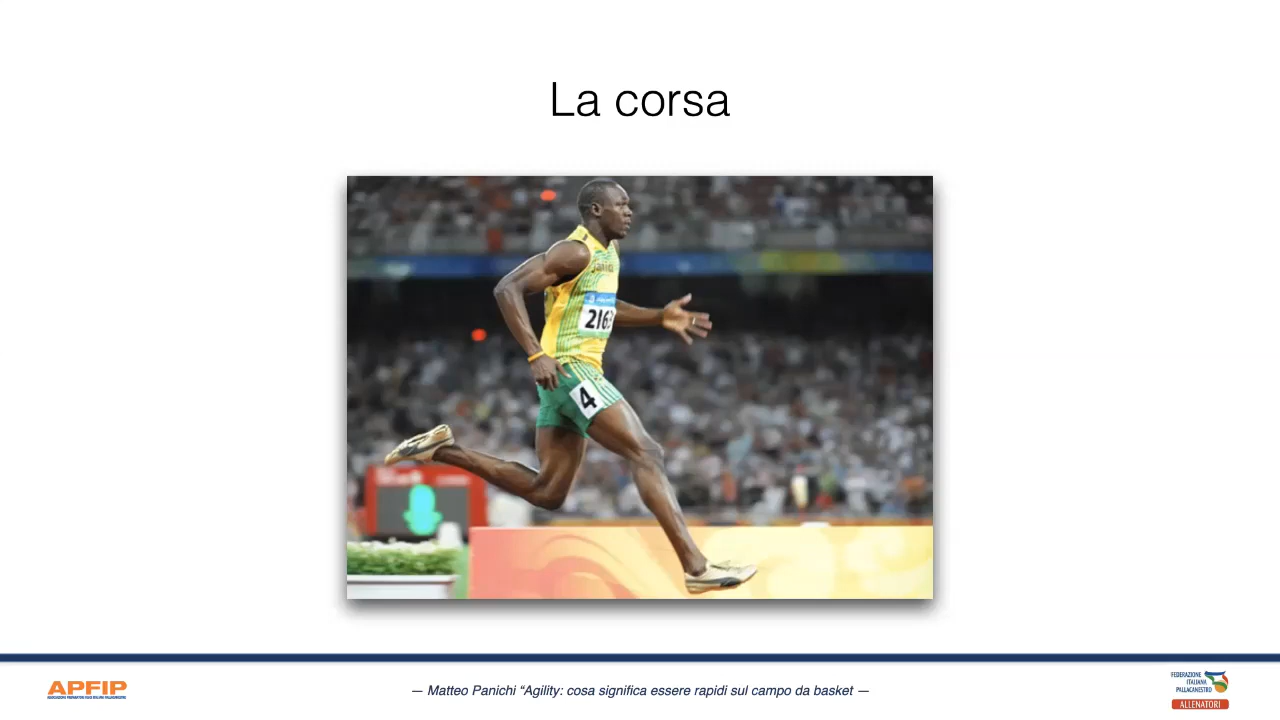 La corsa
2163
4
APFIP
— Matteo Panichi “Agility: cosa significa essere rapidi sul campo da basket —
FEDERAZIONE
ITALIANA
PALLACANESTRO
ALLENATORI